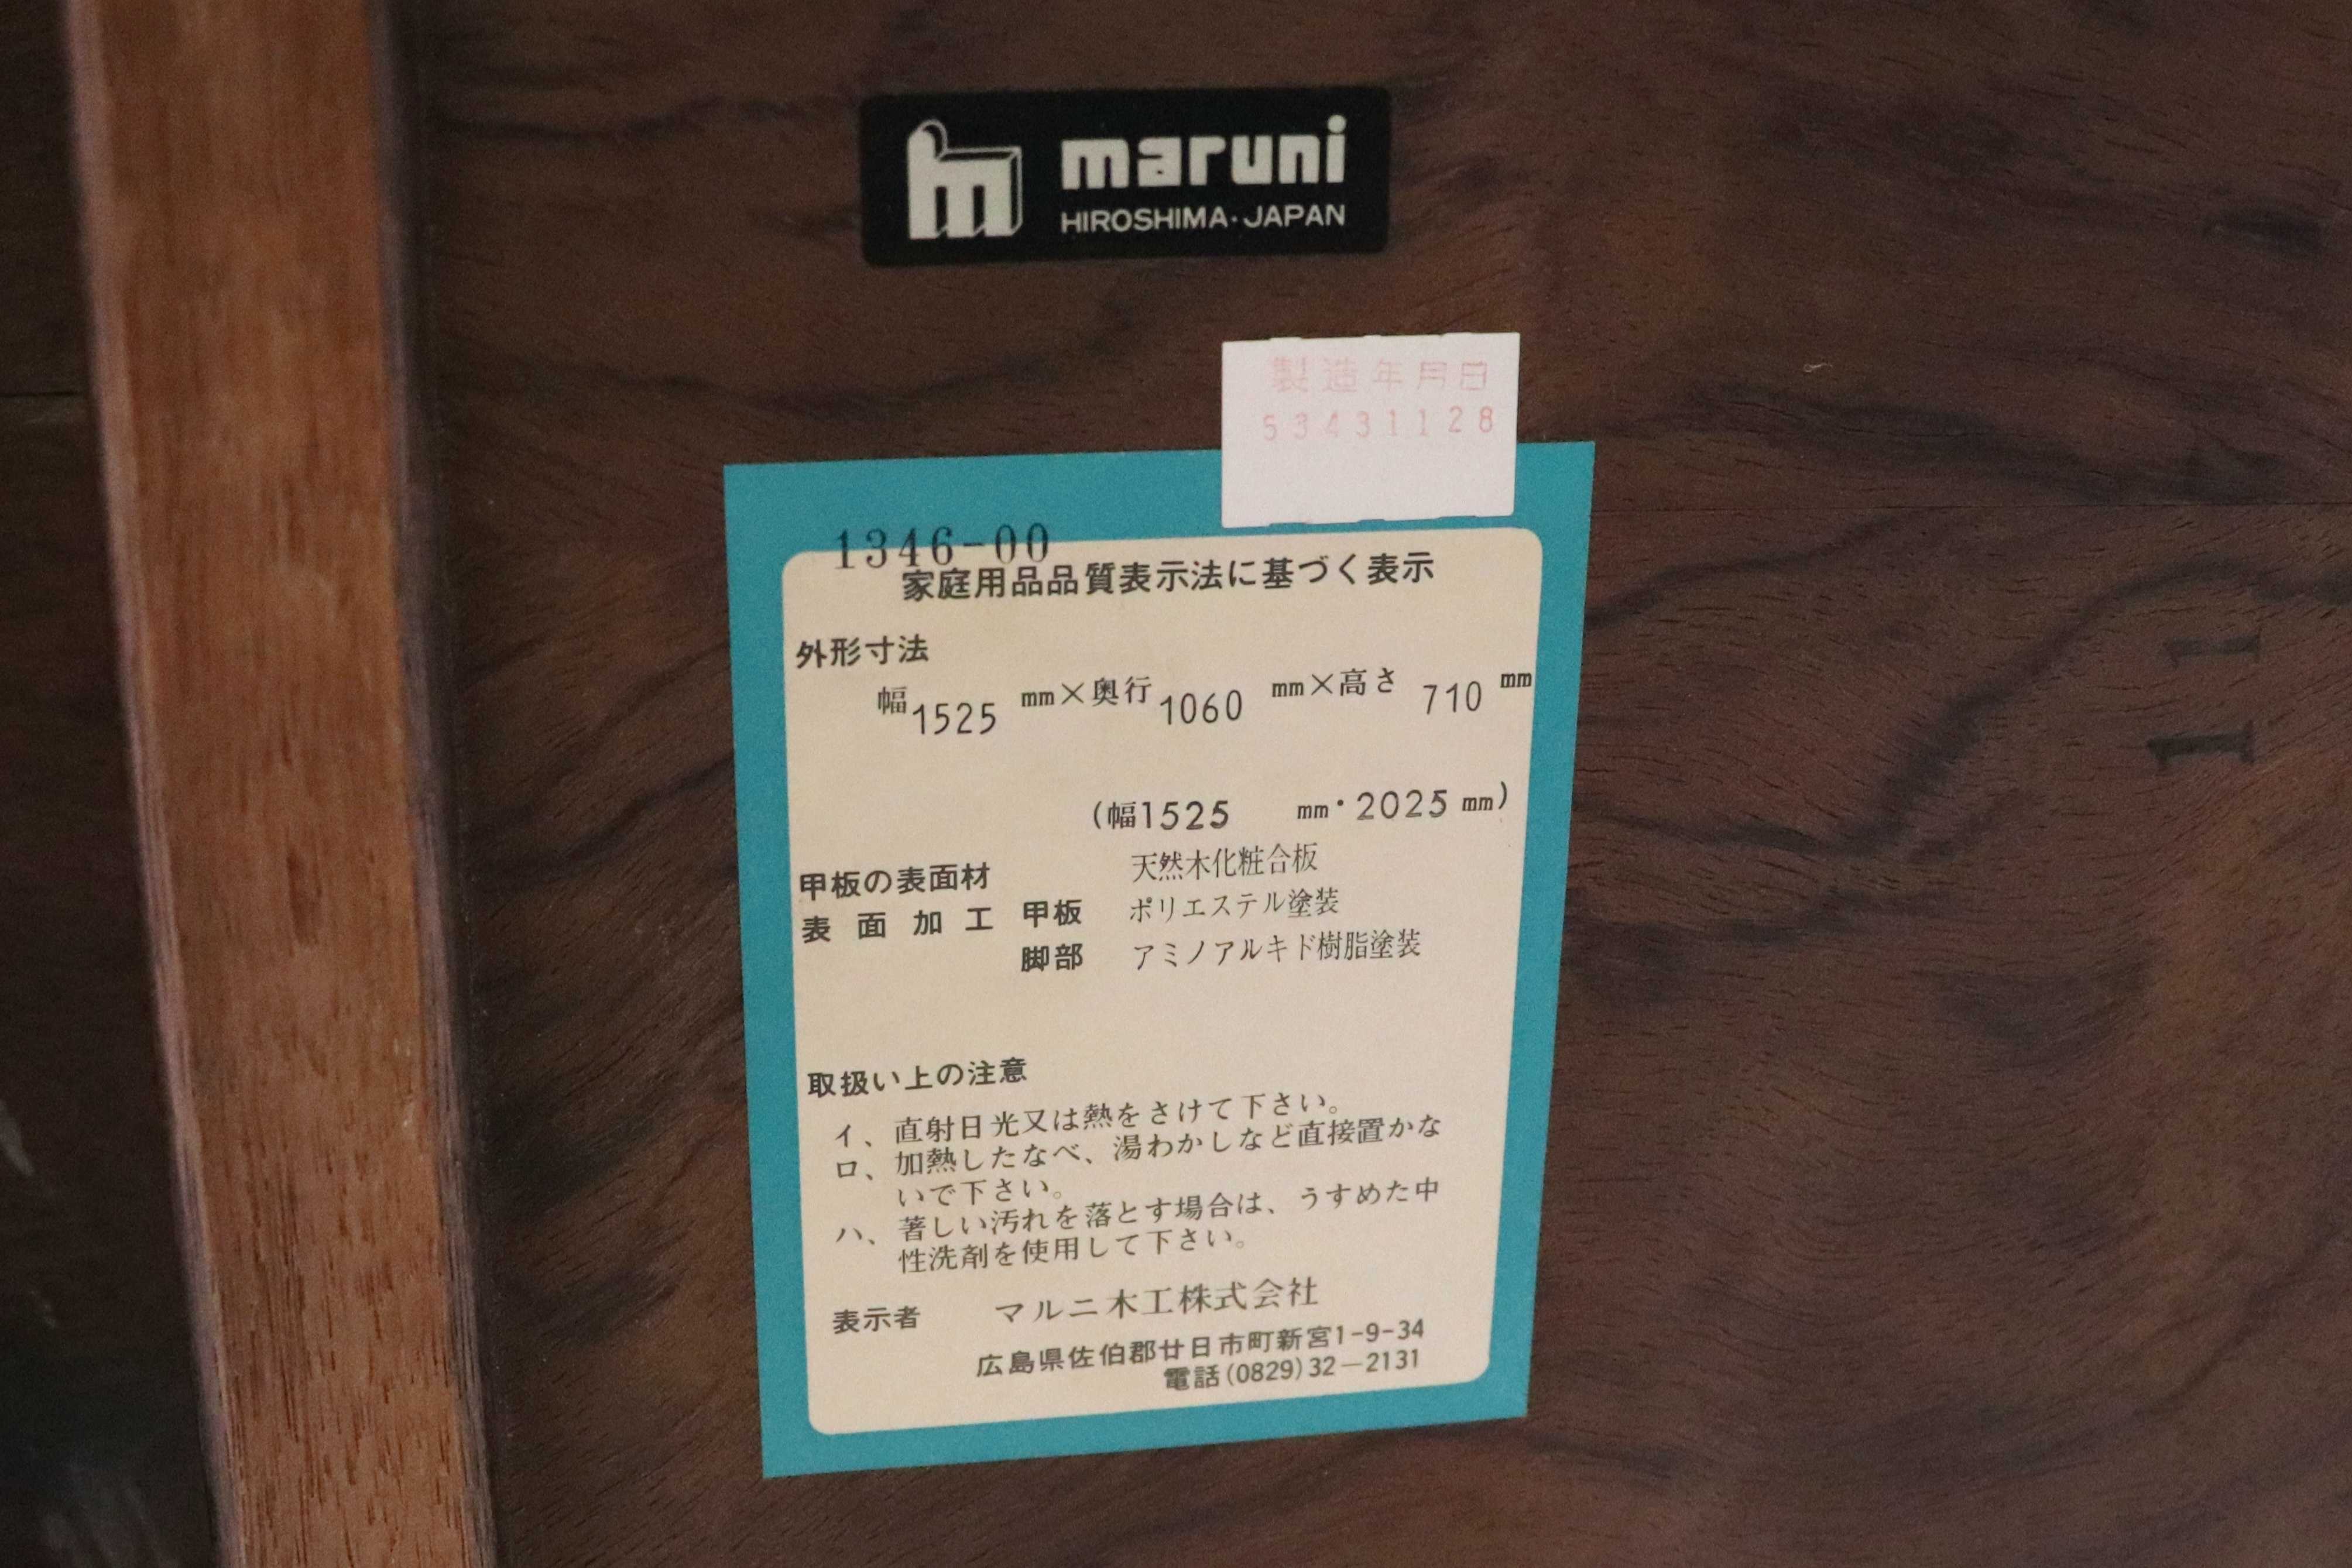 maruni
HIROSHIMA・JAPAN
製造年月日
53431128
1346-00
家庭用品品質表示法に基づく表示
外形寸法
幅1525 mm×奥行1060 mm×高さ 710 mm
(幅1525 mm・2025mm)
甲板の表面材 天然木化粧合板
表面加工 甲板 ポリエステル塗装
脚部 アミノアルキド樹脂塗装
取扱い上の注意
イ、直射日光又は熱をさけて下さい。
ロ、加熱したなべ、湯わかしなど直接置かな
いで下さい。
ハ、著しい汚れを落とす場合は、うすめた中
性洗剤を使用して下さい。
表示者 マルニ木工株式会社
広島県佐伯郡廿日市町新宮1-9-34
電話(0829)32-2131
11